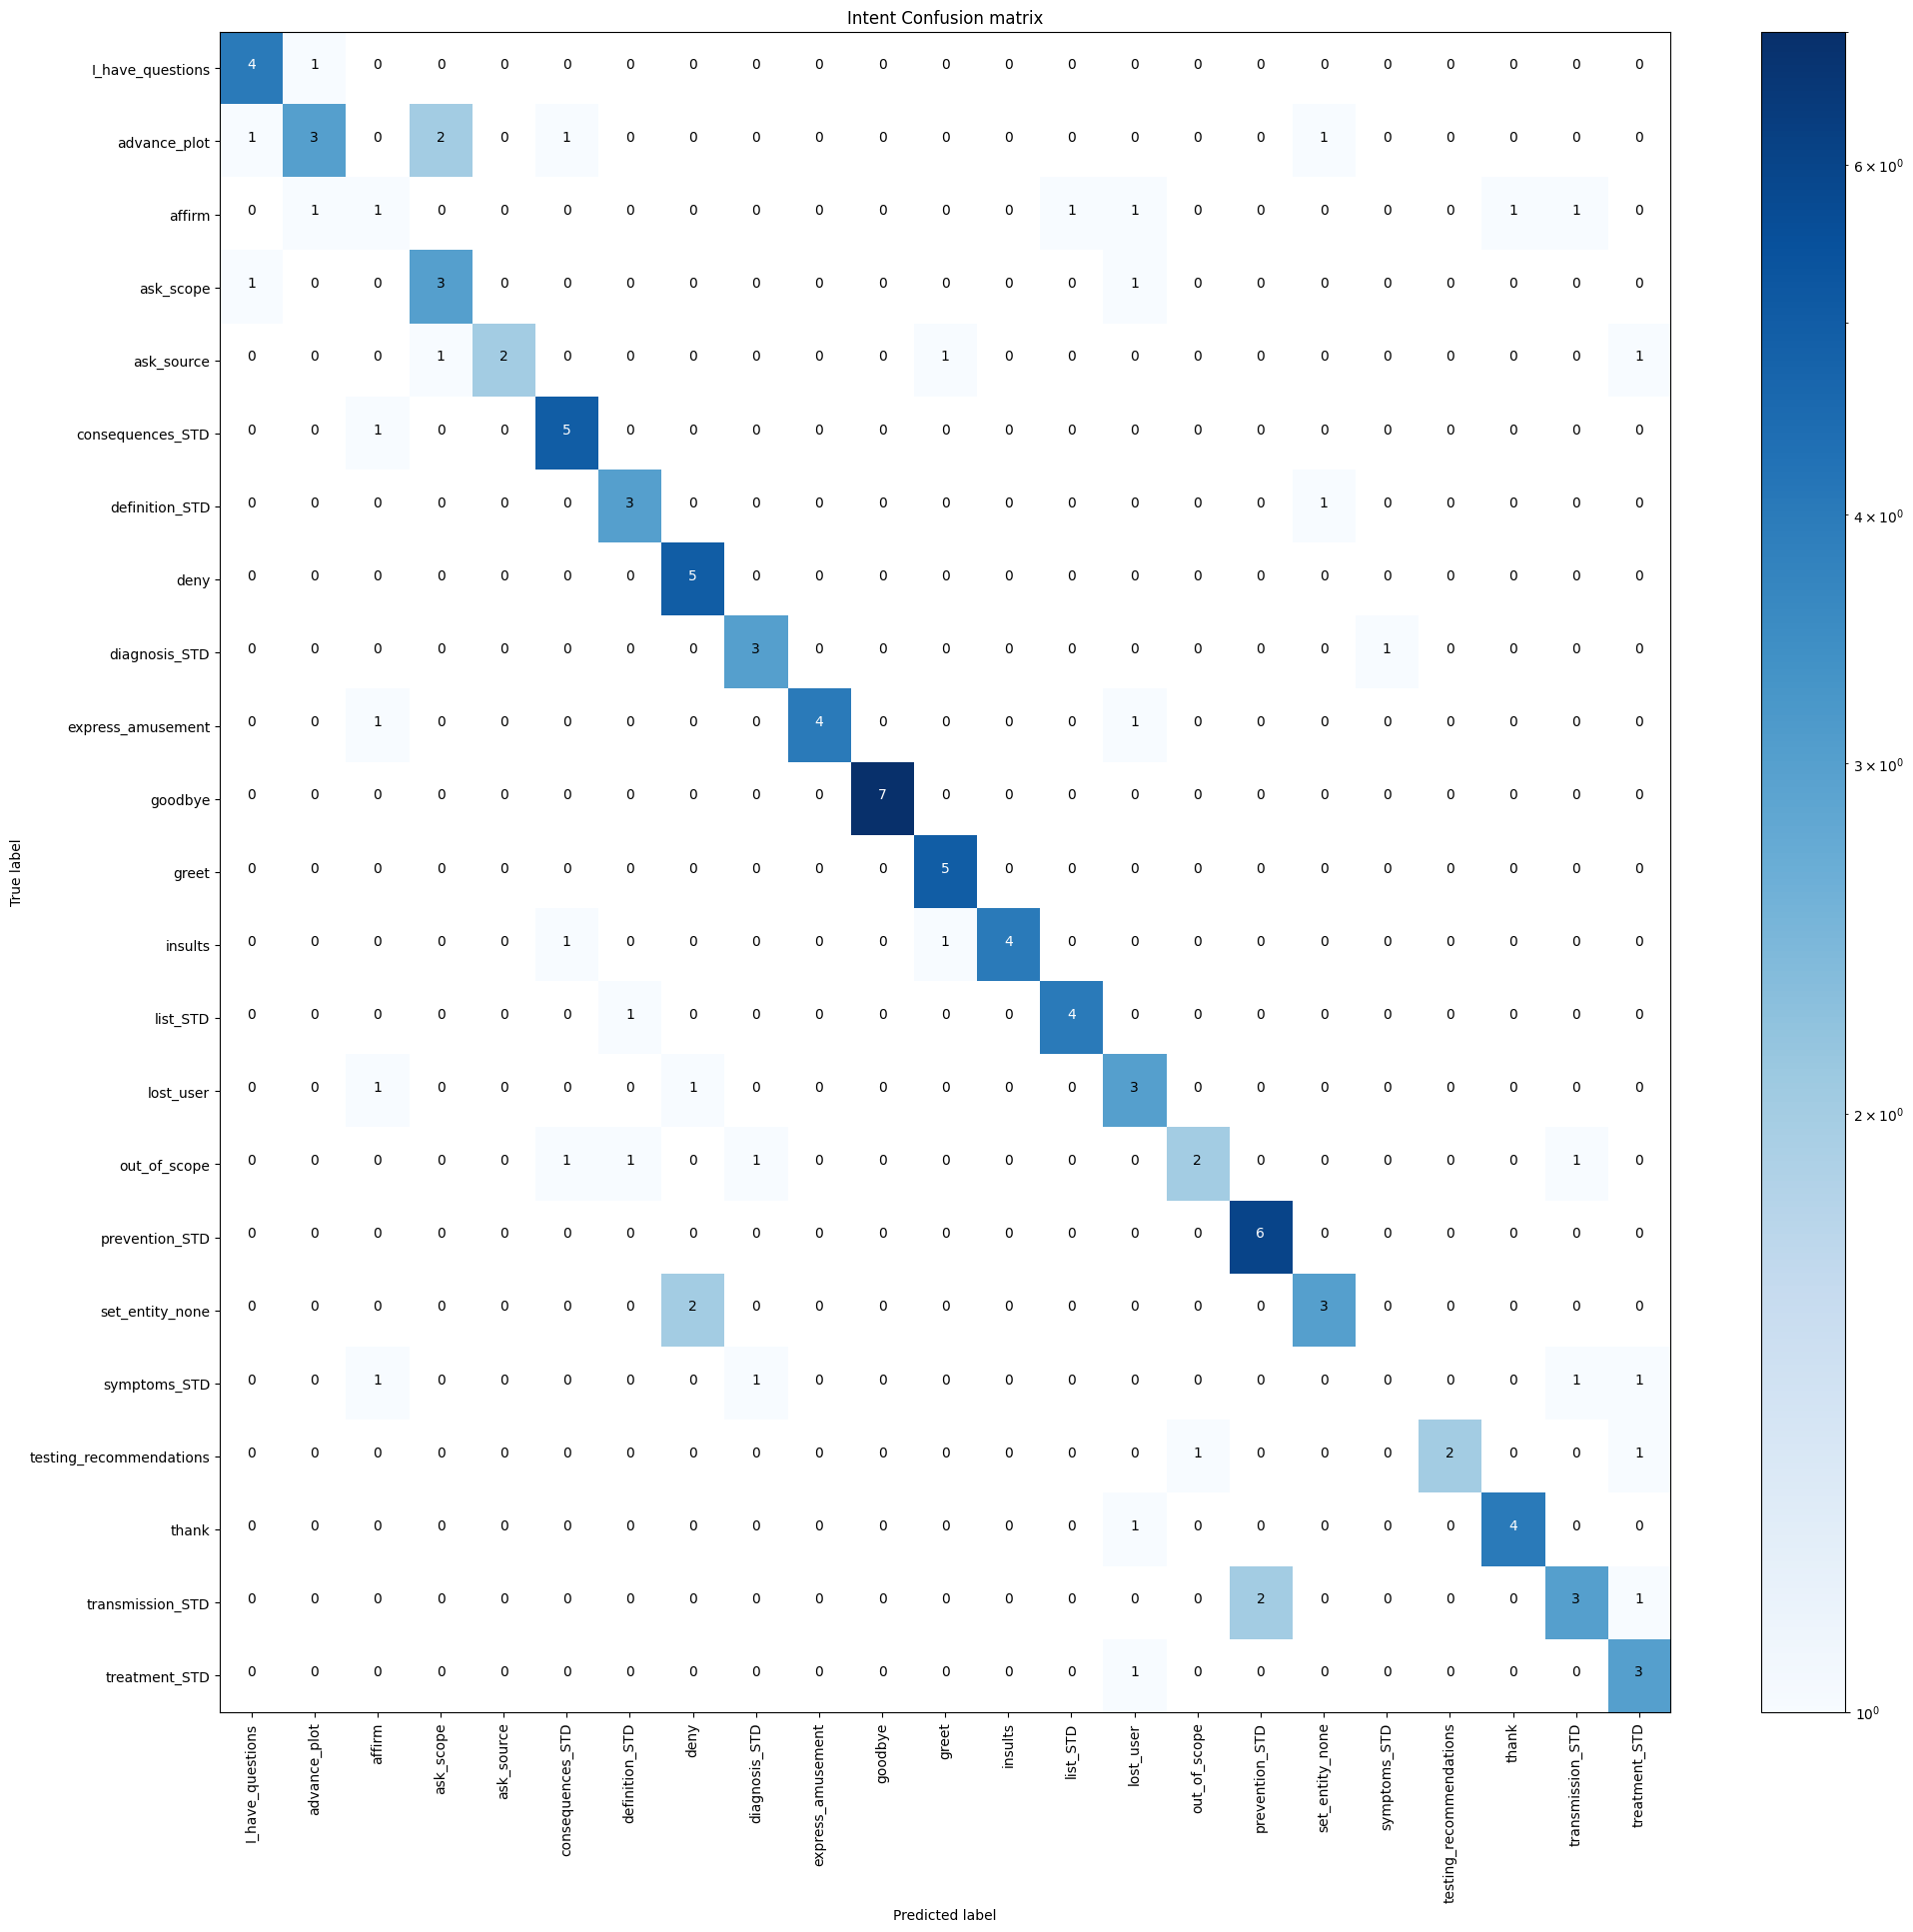 Intent Confusion matrix
I_have_questions 4 1 0 0 0 0 0 0 0 0 0 0 0 0 0 0 0 0 0 0 0 0 0
advance_plot 1 3 0 2 0 1 0 0 0 0 0 0 0 0 0 0 0 1 0 0 0 0 0
affirm 0 1 1 0 0 0 0 0 0 0 0 0 0 1 1 0 0 0 0 0 1 1 0
ask_scope 1 0 0 3 0 0 0 0 0 0 0 0 0 0 1 0 0 0 0 0 0 0 0
ask_source 0 0 0 1 2 0 0 0 0 0 0 1 0 0 0 0 0 0 0 0 0 0 1
consequences_STD 0 0 1 0 0 5 0 0 0 0 0 0 0 0 0 0 0 0 0 0 0 0 0
definition_STD 0 0 0 0 0 0 3 0 0 0 0 0 0 0 0 0 0 1 0 0 0 0 0
deny 0 0 0 0 0 0 0 5 0 0 0 0 0 0 0 0 0 0 0 0 0 0 0
diagnosis_STD 0 0 0 0 0 0 0 0 3 0 0 0 0 0 0 0 0 0 1 0 0 0 0
express_amusement 0 0 1 0 0 0 0 0 0 4 0 0 0 0 1 0 0 0 0 0 0 0 0
goodbye 0 0 0 0 0 0 0 0 0 0 7 0 0 0 0 0 0 0 0 0 0 0 0
greet 0 0 0 0 0 0 0 0 0 0 0 5 0 0 0 0 0 0 0 0 0 0 0
insults 0 0 0 0 0 1 0 0 0 0 0 1 4 0 0 0 0 0 0 0 0 0 0
list_STD 0 0 0 0 0 0 1 0 0 0 0 0 0 4 0 0 0 0 0 0 0 0 0
lost_user 0 0 1 0 0 0 0 1 0 0 0 0 0 0 3 0 0 0 0 0 0 0 0
out_of_scope 0 0 0 0 0 1 1 0 1 0 0 0 0 0 0 2 0 0 0 0 0 1 0
prevention_STD 0 0 0 0 0 0 0 0 0 0 0 0 0 0 0 0 6 0 0 0 0 0 0
set_entity_none 0 0 0 0 0 0 0 2 0 0 0 0 0 0 0 0 0 3 0 0 0 0 0
symptoms_STD 0 0 1 0 0 0 0 0 1 0 0 0 0 0 0 0 0 0 0 0 0 1 1
testing_recommendations 0 0 0 0 0 0 0 0 0 0 0 0 0 0 0 1 0 0 0 2 0 0 1
thank 0 0 0 0 0 0 0 0 0 0 0 0 0 0 1 0 0 0 0 0 4 0 0
transmission_STD 0 0 0 0 0 0 0 0 0 0 0 0 0 0 0 0 2 0 0 0 0 3 1
treatment_STD 0 0 0 0 0 0 0 0 0 0 0 0 0 0 1 0 0 0 0 0 0 0 3
True label
I_have_questions
advance_plot
affirm
ask_scope
ask_source
consequences_STD
definition_STD
deny
diagnosis_STD
express_amusement
goodbye
greet
insults
list_STD
lost_user
out_of_scope
prevention_STD
set_entity_none
symptoms_STD
testing_recommendations
thank
transmission_STD
treatment_STD
Predicted label
6 × 10⁰
4 × 10⁰
3 × 10⁰
2 × 10⁰
10⁰